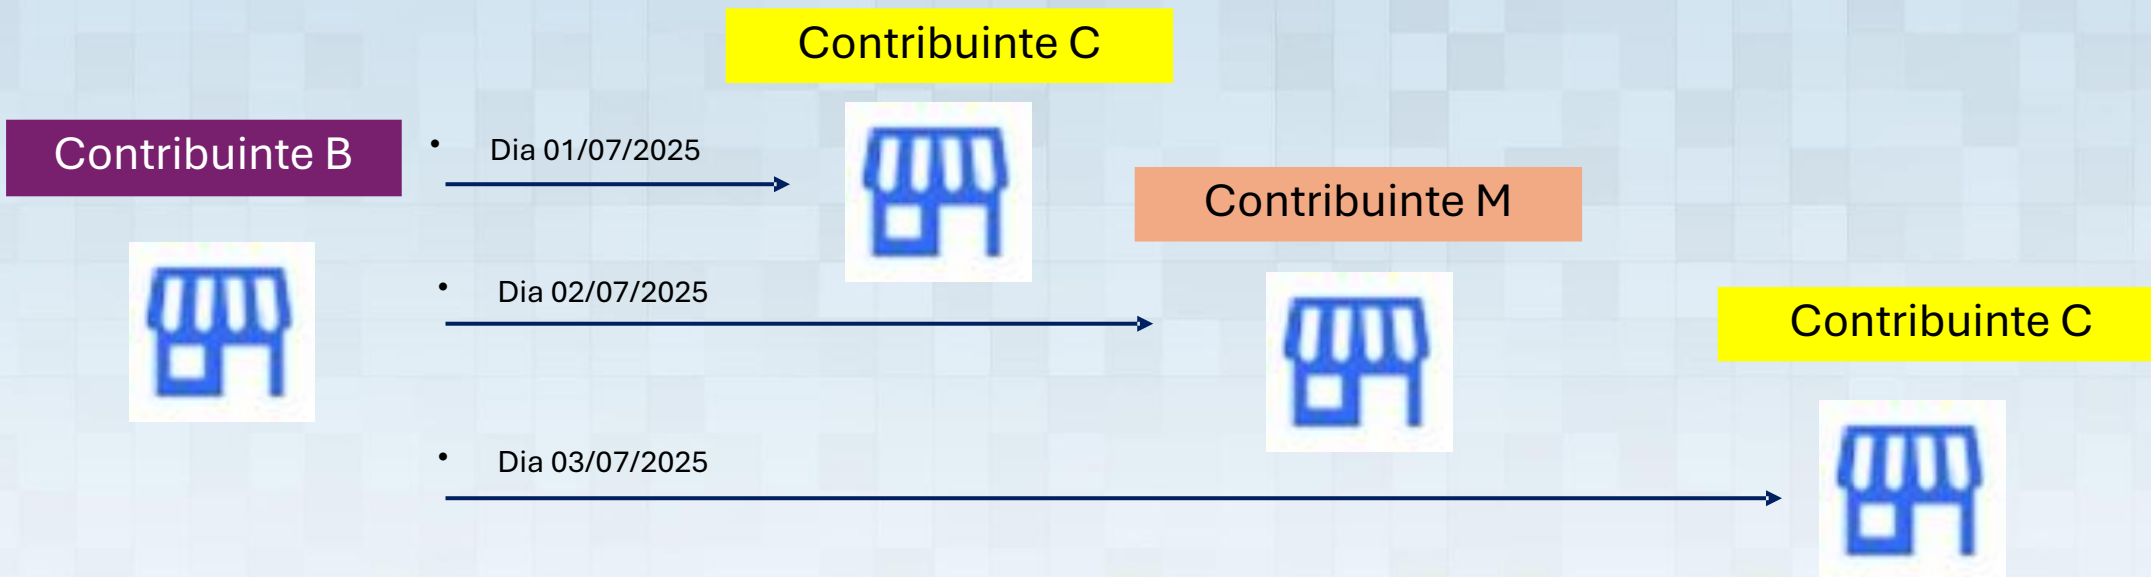 Contribuinte C
Contribuinte B
• Dia 01/07/2025
Contribuinte M
• Dia 02/07/2025
Contribuinte C
• Dia 03/07/2025